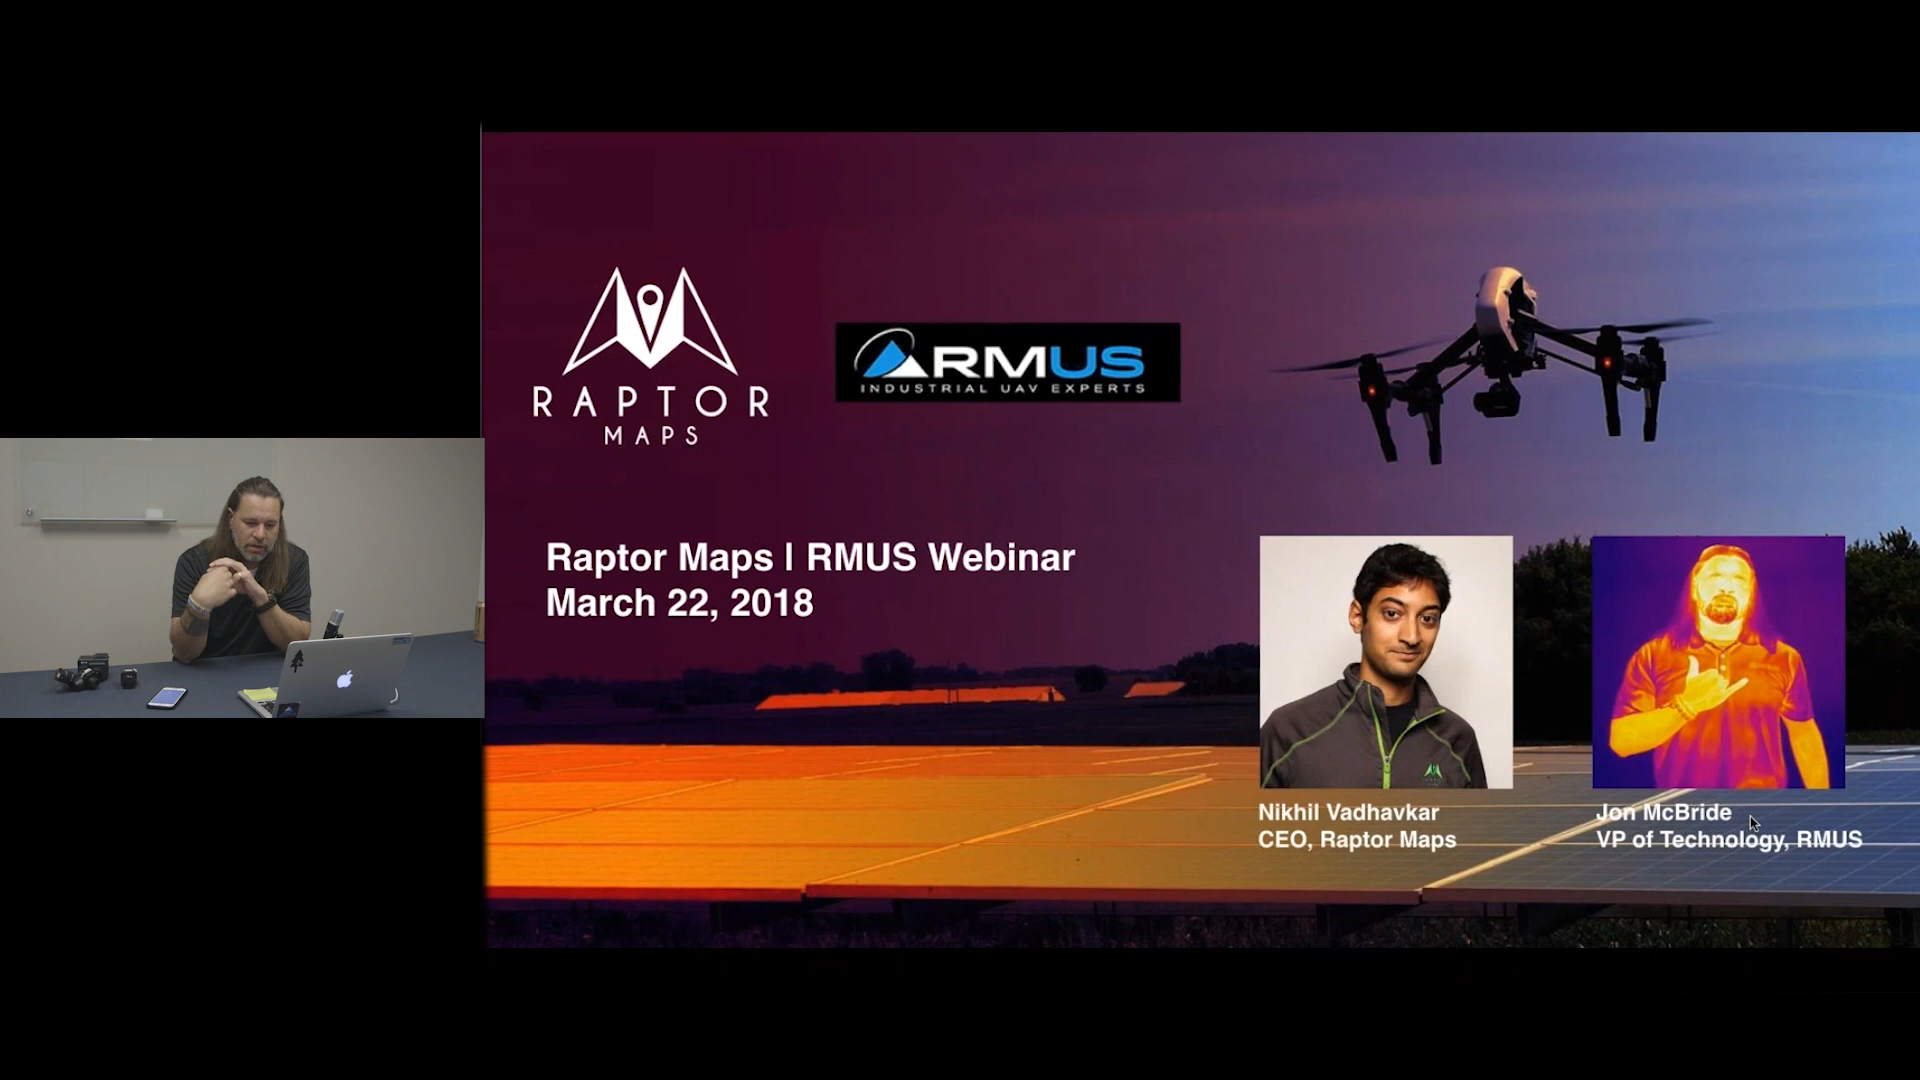 RAPTOR
MAPS
RMUS
INDUSTRIAL UAV EXPERTS
Raptor Maps | RMUS Webinar
March 22, 2018
Nikhil Vadhavkar
CEO, Raptor Maps
Jon McBride
VP of Technology, RMUS